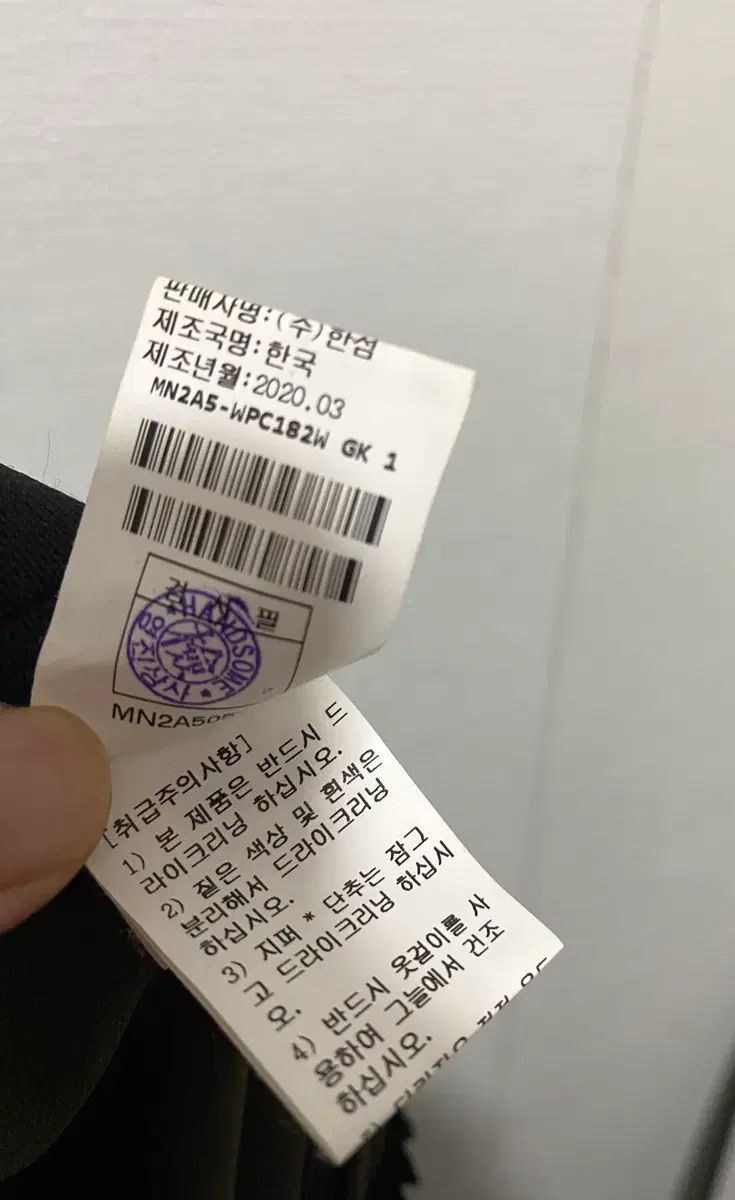 판매자명:(주)한섬
제조국명:한국
제조년월:2020.03
MN2A5-WPC182W GK 1
검 사 필
HANDSOME
MN2A5
[취급주의사항]
1) 본 제품은 반드시 드
라이크리닝 하십시오.
2) 짙은 색상 및 흰색은
분리해서 드라이크리닝
하십시오.
3) 지퍼 * 단추는 잠그
고 드라이크리닝 하십시
오.
4) 반드시 옷걸이를 사
용하여 그늘에서 건조
하십시오.